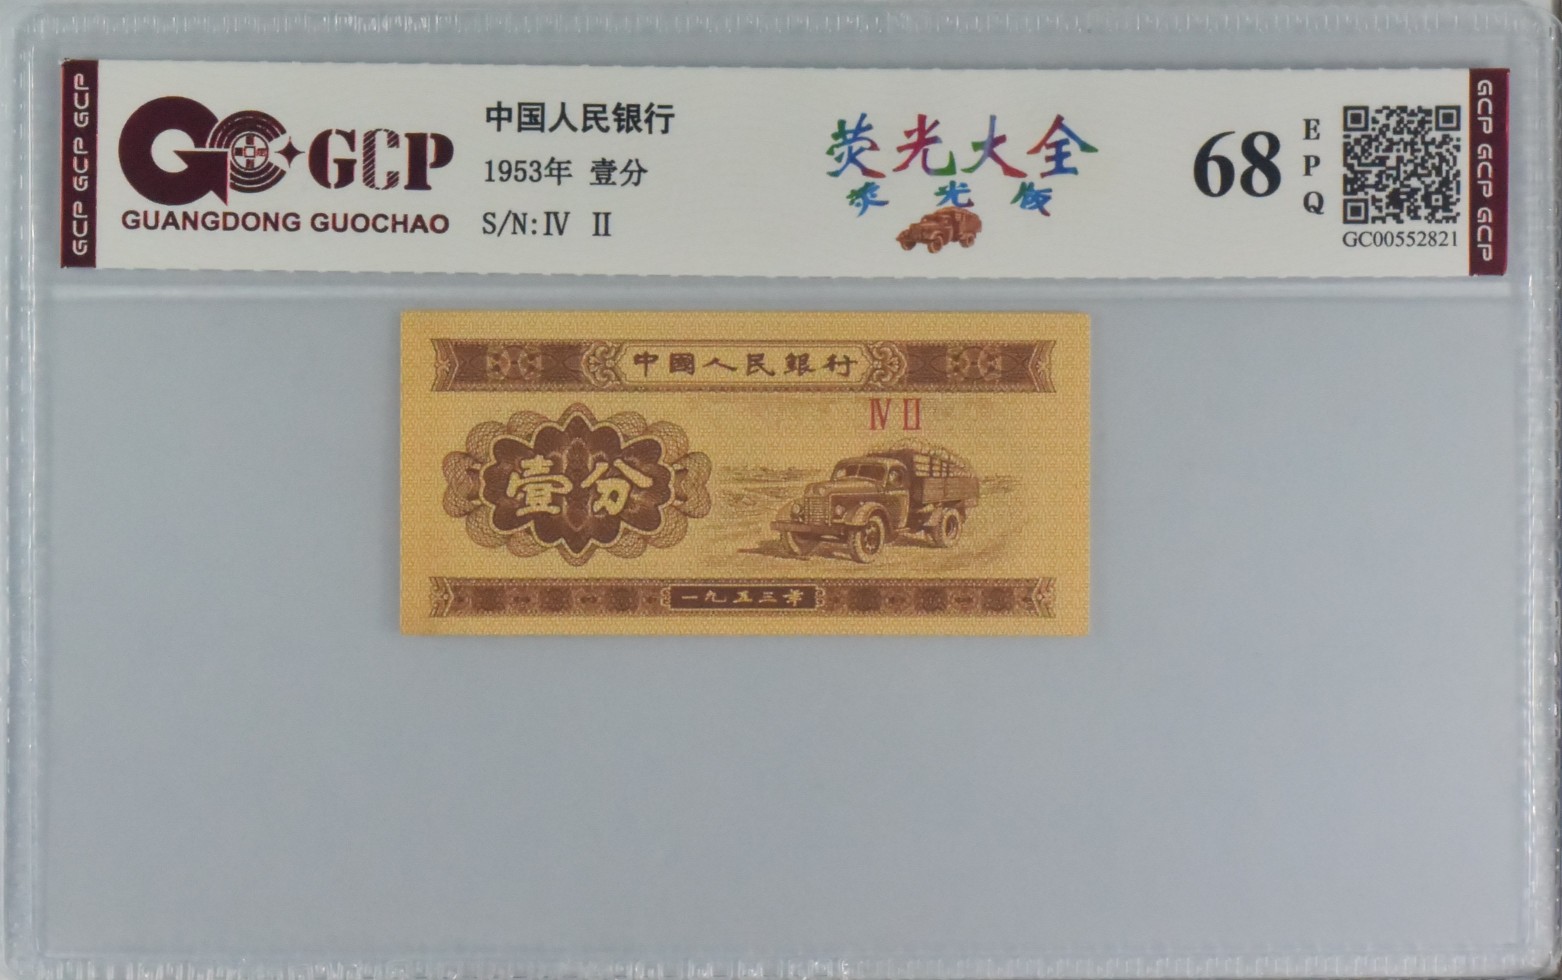 GCP GCP GCP
GCP
GUANGDONG GUOCHAO
中国人民银行
1953年 壹分
S/N:Ⅳ Ⅱ
荧光大全
荧光版
68
EPQ
GC00552821
GCP GCP GCP
中國人民銀行
Ⅳ Ⅱ
壹分
一九五三年